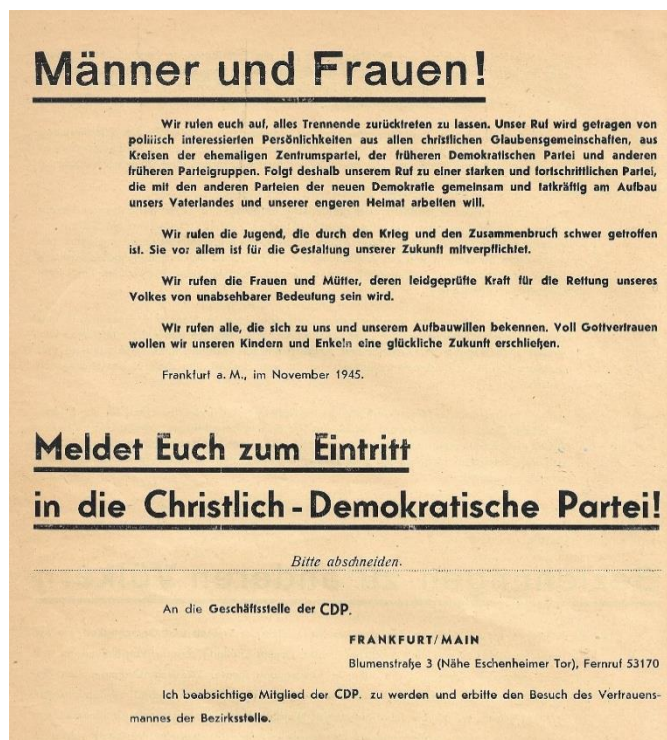 Männer und Frauen!
Wir rufen euch auf, alles Trennende zurücktreten zu lassen. Unser Ruf wird getragen von
politisch interessierten Persönlichkeiten aus allen christlichen Glaubensgemeinschaften, aus
Kreisen der ehemaligen Zentrumspartei, der früheren Demokratischen Partei und anderen
früheren Parteigruppen. Folgt deshalb unserem Ruf zu einer starken und fortschrittlichen Partei,
die mit den anderen Parteien der neuen Demokratie gemeinsam und tatkräftig am Aufbau
unsers Vaterlandes und unserer engeren Heimat arbeiten will.
Wir rufen die Jugend, die durch den Krieg und den Zusammenbruch schwer getroffen
ist. Sie vor allem ist für die Gestaltung unserer Zukunft mitverpflichtet.
Wir rufen die Frauen und Mütter, deren leidgeprüfte Kraft für die Rettung unseres
Volkes von unabsehbarer Bedeutung sein wird.
Wir rufen alle, die sich zu uns und unserem Aufbauwillen bekennen. Voll Gottvertrauen
wollen wir unseren Kindern und Enkeln eine glückliche Zukunft erschließen.
Frankfurt a. M., im November 1945.
Meldet Euch zum Eintritt
in die Christlich-Demokratische Partei!
Bitte abschneiden.
An die Geschäftsstelle der CDP.
FRANKFURT/MAIN
Blumenstraße 3 (Nähe Eschenheimer Tor), Fernruf 53170
Ich beabsichtige Mitglied der CDP. zu werden und erbitte den Besuch des Vertrauens-
mannes der Bezirksstelle.